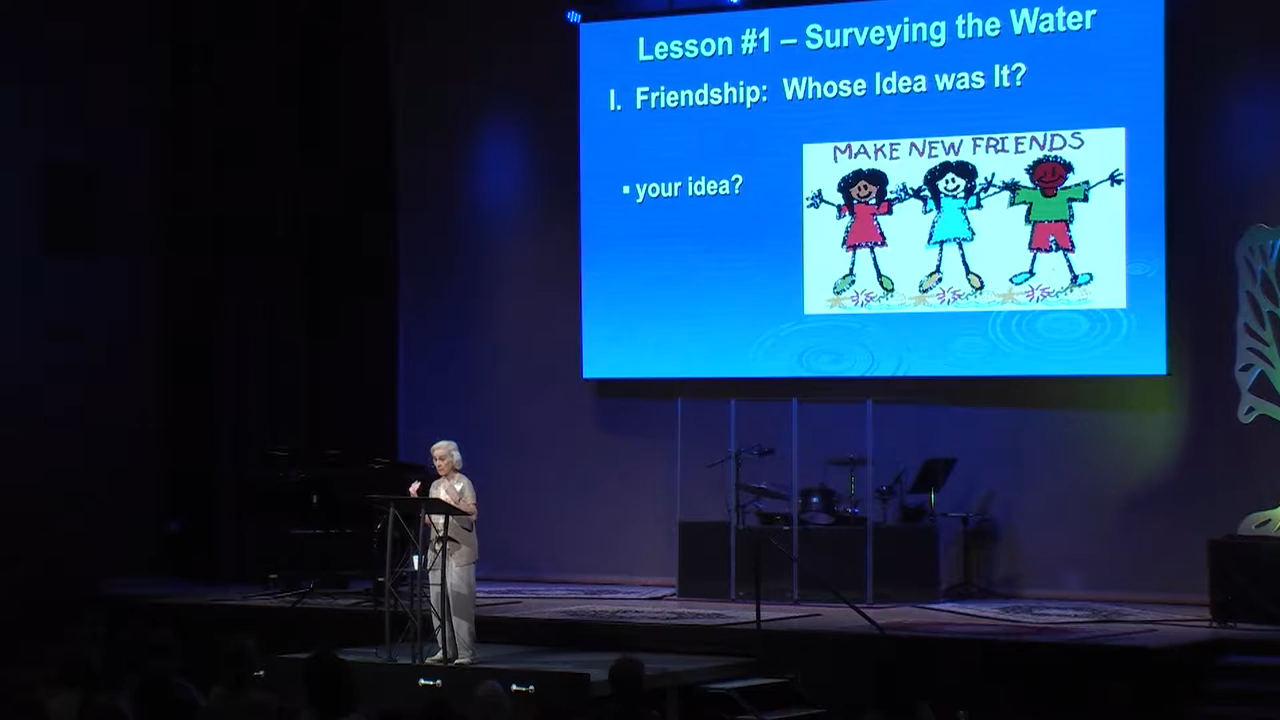 Lesson #1 – Surveying the Water
I. Friendship: Whose Idea was It?
MAKE NEW FRIENDS
▪ your idea?